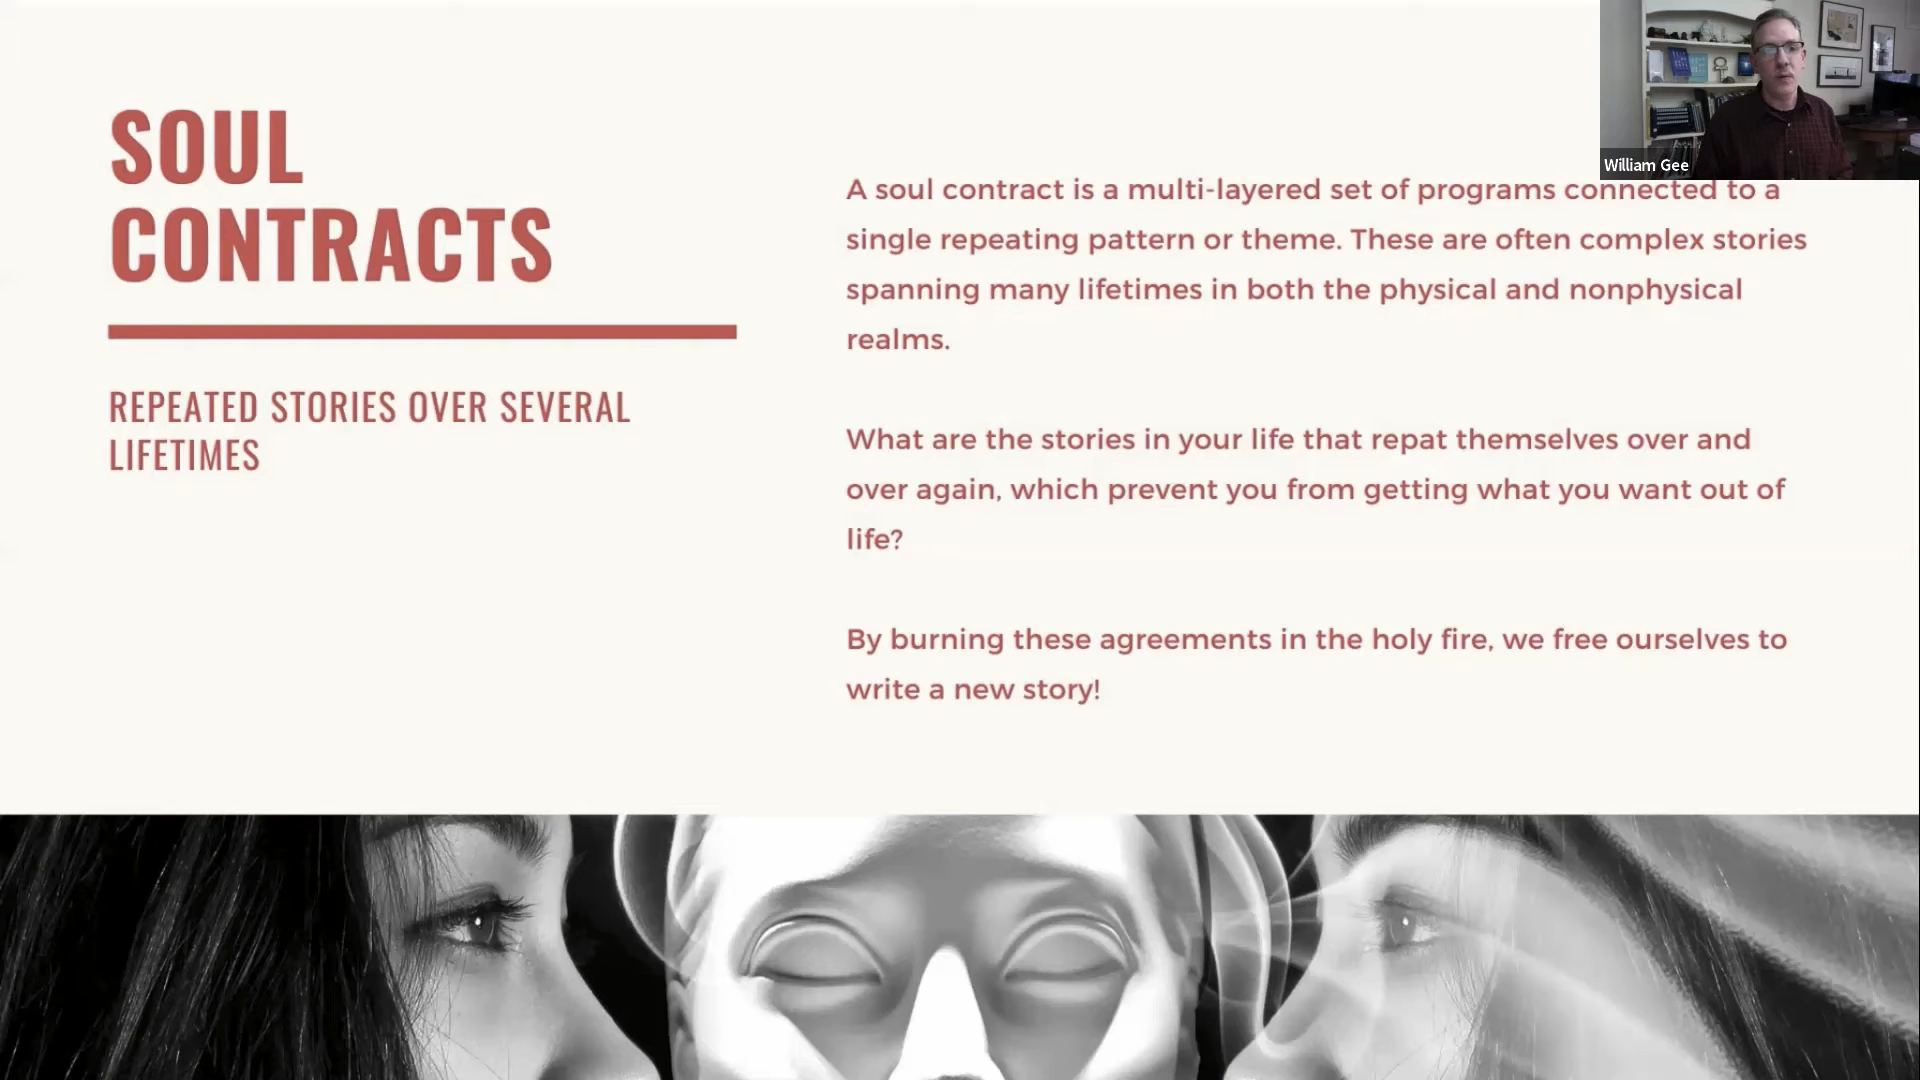 SOUL
CONTRACTS
REPEATED STORIES OVER SEVERAL
LIFETIMES
A soul contract is a multi-layered set of programs connected to a
single repeating pattern or theme. These are often complex stories
spanning many lifetimes in both the physical and nonphysical
realms.
What are the stories in your life that repat themselves over and
over again, which prevent you from getting what you want out of
life?
By burning these agreements in the holy fire, we free ourselves to
write a new story!
William Gee